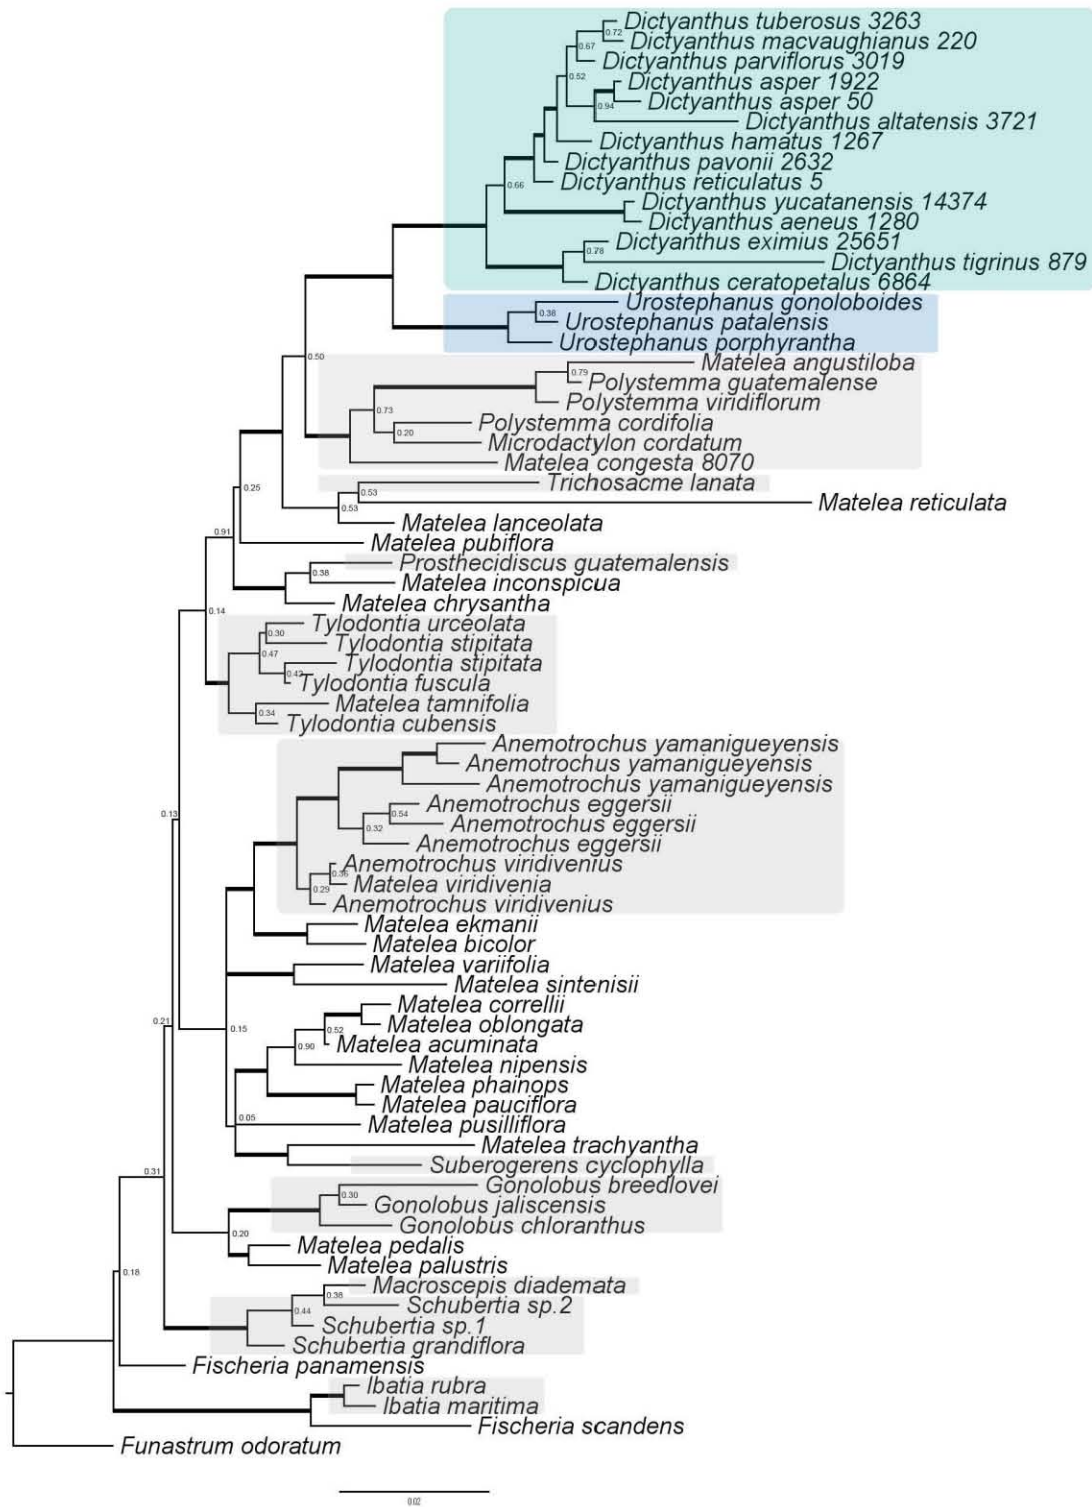 Dictyanthus tuberosus 3263
0.72
Dictyanthus macvaughianus 220
0.67
Dictyanthus parviflorus 3019
0.52
Dictyanthus asper 1922
Dictyanthus asper 50
0.94
Dictyanthus altatensis 3721
Dictyanthus hamatus 1267
Dictyanthus pavonii 2632
Dictyanthus reticulatus 5
0.66
Dictyanthus yucatanensis 14374
Dictyanthus aeneus 1280
Dictyanthus eximius 25651
0.78
Dictyanthus tigrinus 879
Dictyanthus ceratopetalus 6864
Urostephanus gonoloboides
0.38
Urostephanus patalensis
Urostephanus porphyrantha
0.50
Matelea angustiloba
0.79
Polystemma guatemalense
Polystemma viridiflorum
0.73
Polystemma cordifolia
0.20
Microdactylon cordatum
Matelea congesta 8070
Trichosacme lanata
0.53
0.25
Matelea reticulata
0.53
Matelea lanceolata
0.91
Matelea pubiflora
Prosthecidiscus guatemalensis
0.38
Matelea inconspicua
Matelea chrysantha
0.14
Tylodontia urceolata
0.30
Tylodontia stipitata
0.47
Tylodontia stipitata
0.42
Tylodontia fuscula
Matelea tamnifolia
0.34
Tylodontia cubensis
Anemotrochus yamanigueyensis
Anemotrochus yamanigueyensis
Anemotrochus yamanigueyensis
Anemotrochus eggersii
0.54
0.13
Anemotrochus eggersii
0.32
Anemotrochus eggersii
Anemotrochus viridivenius
0.36
Matelea viridivenia
0.29
Anemotrochus viridivenius
Matelea ekmanii
Matelea bicolor
Matelea variifolia
Matelea sintenisii
Matelea correllii
0.21
Matelea oblongata
0.15
0.52
Matelea acuminata
0.90
Matelea nipensis
Matelea phainops
Matelea pauciflora
0.05
Matelea pusilliflora
Matelea trachyantha
Suberogerens cyclophylla
0.31
Gonolobus breedlovei
0.30
Gonolobus jaliscensis
Gonolobus chloranthus
0.20
Matelea pedalis
Matelea palustris
0.18
Macroscepis diademata
0.38
Schubertia sp.2
0.44
Schubertia sp.1
Schubertia grandiflora
Fischeria panamensis
Ibatia rubra
Ibatia maritima
Fischeria scandens
Funastrum odoratum
0.02